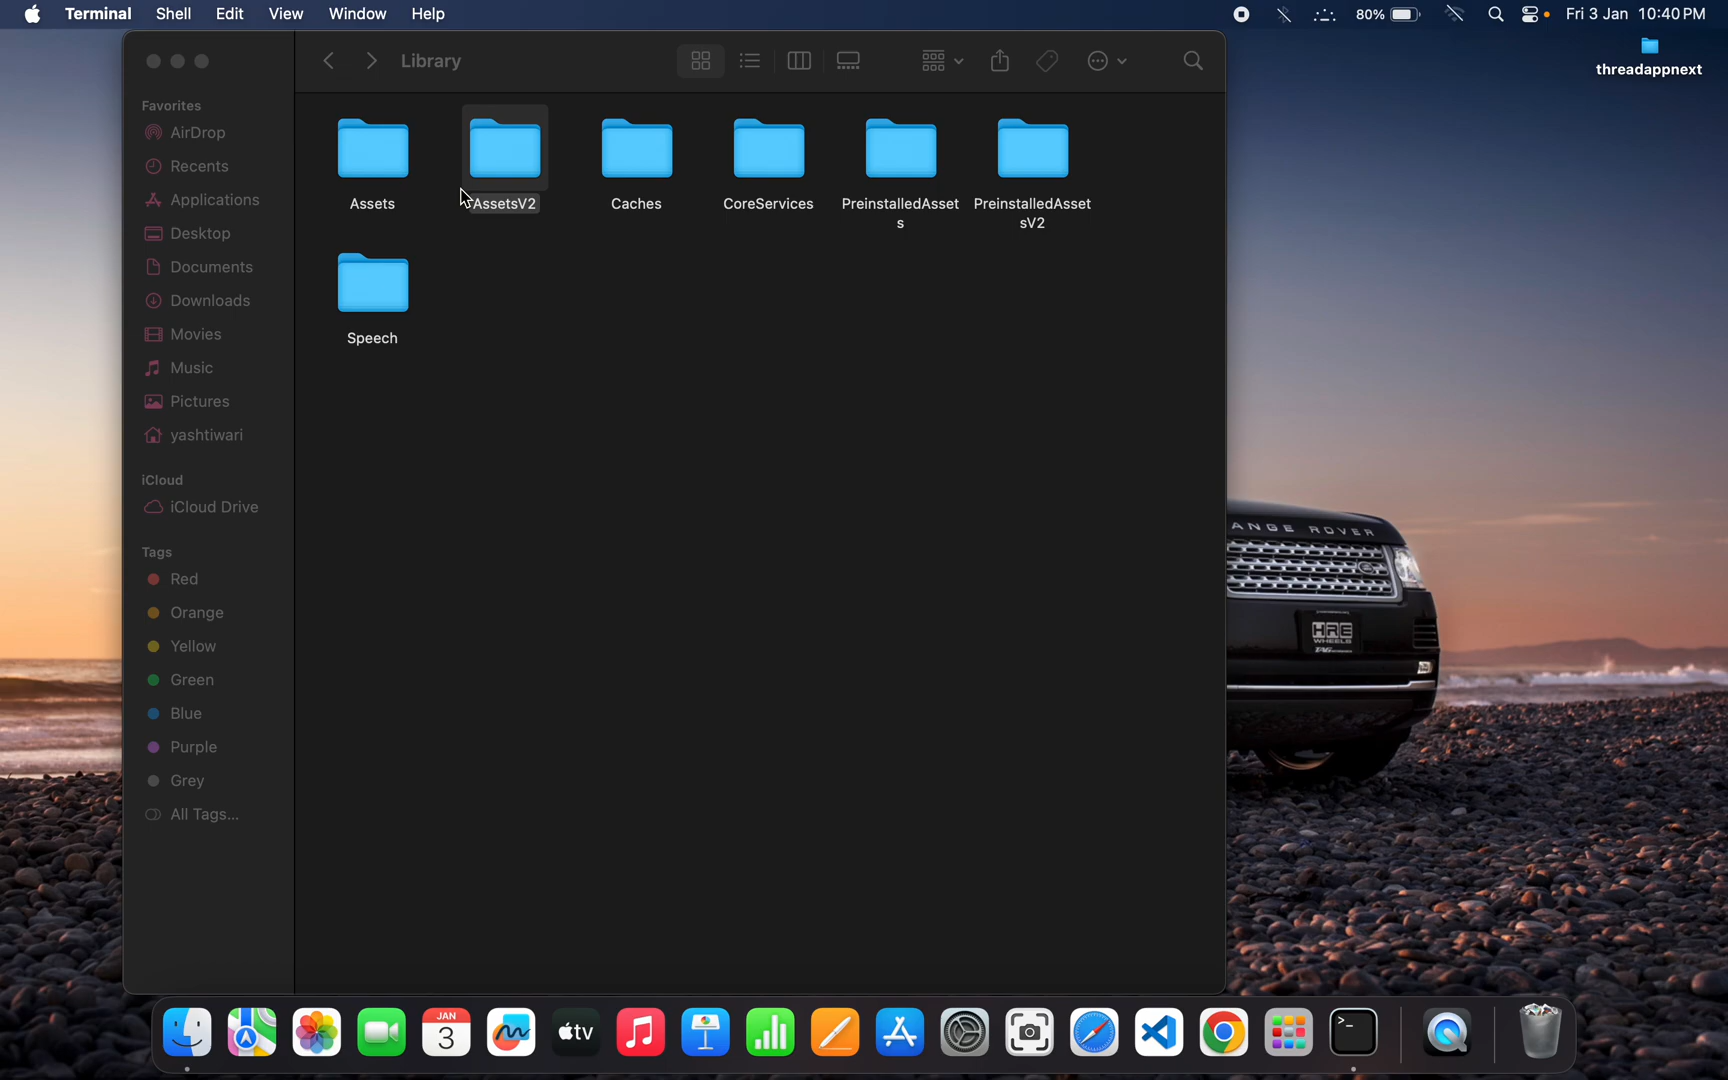 Terminal Shell Edit View Window Help
80% Fri 3 Jan 10:40 PM
threadappnext
Library
Favorites
AirDrop
Recents
Applications
Desktop
Documents
Downloads
Movies
Music
Pictures
yashtiwari
iCloud
iCloud Drive
Tags
Red
Orange
Yellow
Green
Blue
Purple
Grey
All Tags...
Assets AssetsV2 Caches CoreServices PreinstalledAsset PreinstalledAsset
s sV2
Speech
ANGE ROVER
HRE
WHEELS
JAN
3
tv
>_